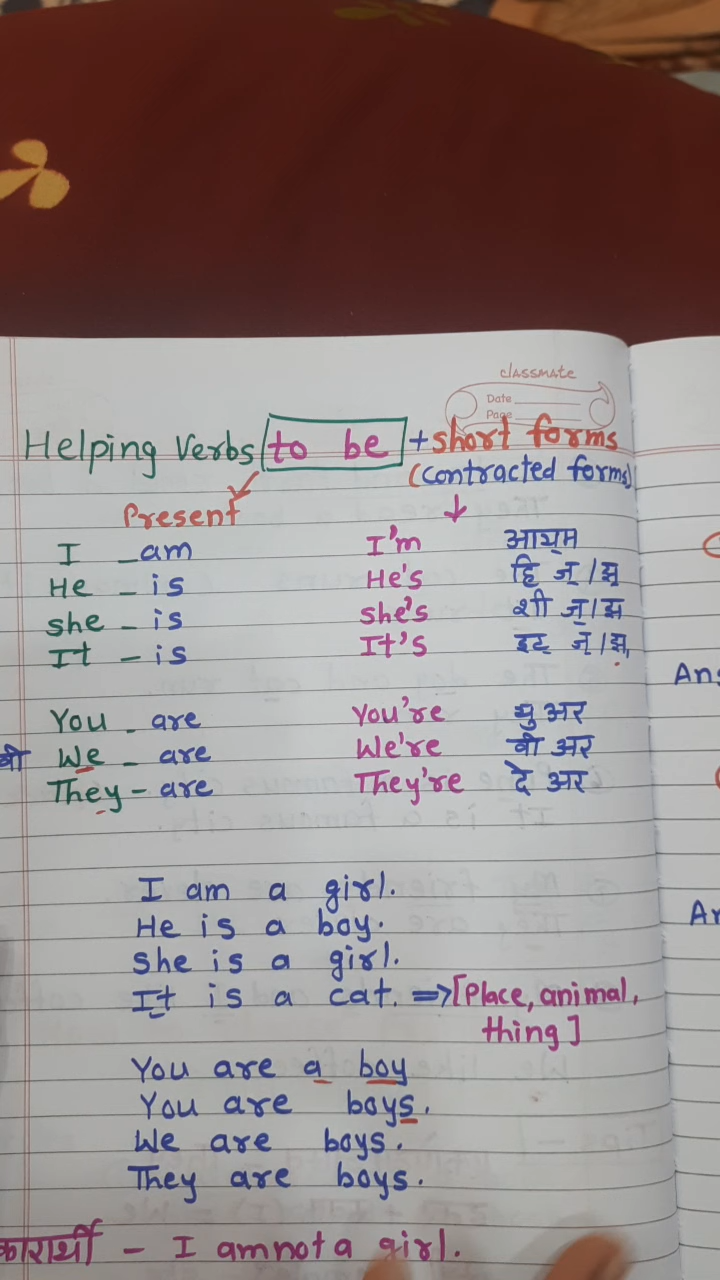 classmate
Date
Page
Helping Verbs to be + short forms
(contracted forms)
Present
I - am I'm आयम
He - is He's हि ज्/झ्
she - is she's शी ज्/झ
It - is It's इट ज्/झ्
You - are You're यु अर
वी We - are We're वी अर
They - are They're दे अर
I am a girl.
He is a boy.
She is a girl.
It is a cat. ⇒ [Place, animal,
thing]
You are a boy
You are boys.
We are boys.
They are boys.
कारार्थी - I am not a girl.
Ans